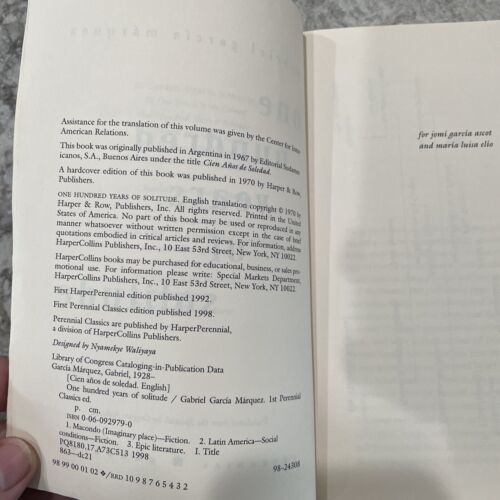 Assistance for the translation of this volume was given by the Center for Inter-
American Relations.
This book was originally published in Argentina in 1967 by Editorial Sudamer-
icanos, S.A., Buenos Aires under the title Cien Años de Soledad.
A hardcover edition of this book was published in 1970 by Harper & Row,
Publishers.
ONE HUNDRED YEARS OF SOLITUDE. English translation copyright © 1970 by
Harper & Row, Publishers, Inc. All rights reserved. Printed in the United
States of America. No part of this book may be used or reproduced in any
manner whatsoever without written permission except in the case of brief
quotations embodied in critical articles and reviews. For information, address
HarperCollins Publishers, Inc., 10 East 53rd Street, New York, NY 10022.
HarperCollins books may be purchased for educational, business, or sales pro-
motional use. For information please write: Special Markets Department,
HarperCollins Publishers, Inc., 10 East 53rd Street, New York, NY 10022.
First HarperPerennial edition published 1992.
First Perennial Classics edition published 1998.
Perennial Classics are published by HarperPerennial,
a division of HarperCollins Publishers.
Designed by Nyamekye Waliyaya
Library of Congress Cataloging-in-Publication Data
García Márquez, Gabriel, 1928–
[Cien años de soledad. English]
One hundred years of solitude / Gabriel García Márquez. 1st Perennial
Classics ed.
p. cm.
ISBN 0-06-092979-0
1. Macondo (Imaginary place)—Fiction. 2. Latin America—Social
conditions—Fiction. 3. Epic literature. I. Title
PQ8180.17.A73C513 1998
863—dc21 98-24308
98 99 00 01 02 ❖/RRD 10 9 8 7 6 5 4 3 2
for jomí garcía ascot
and maría luisa elío